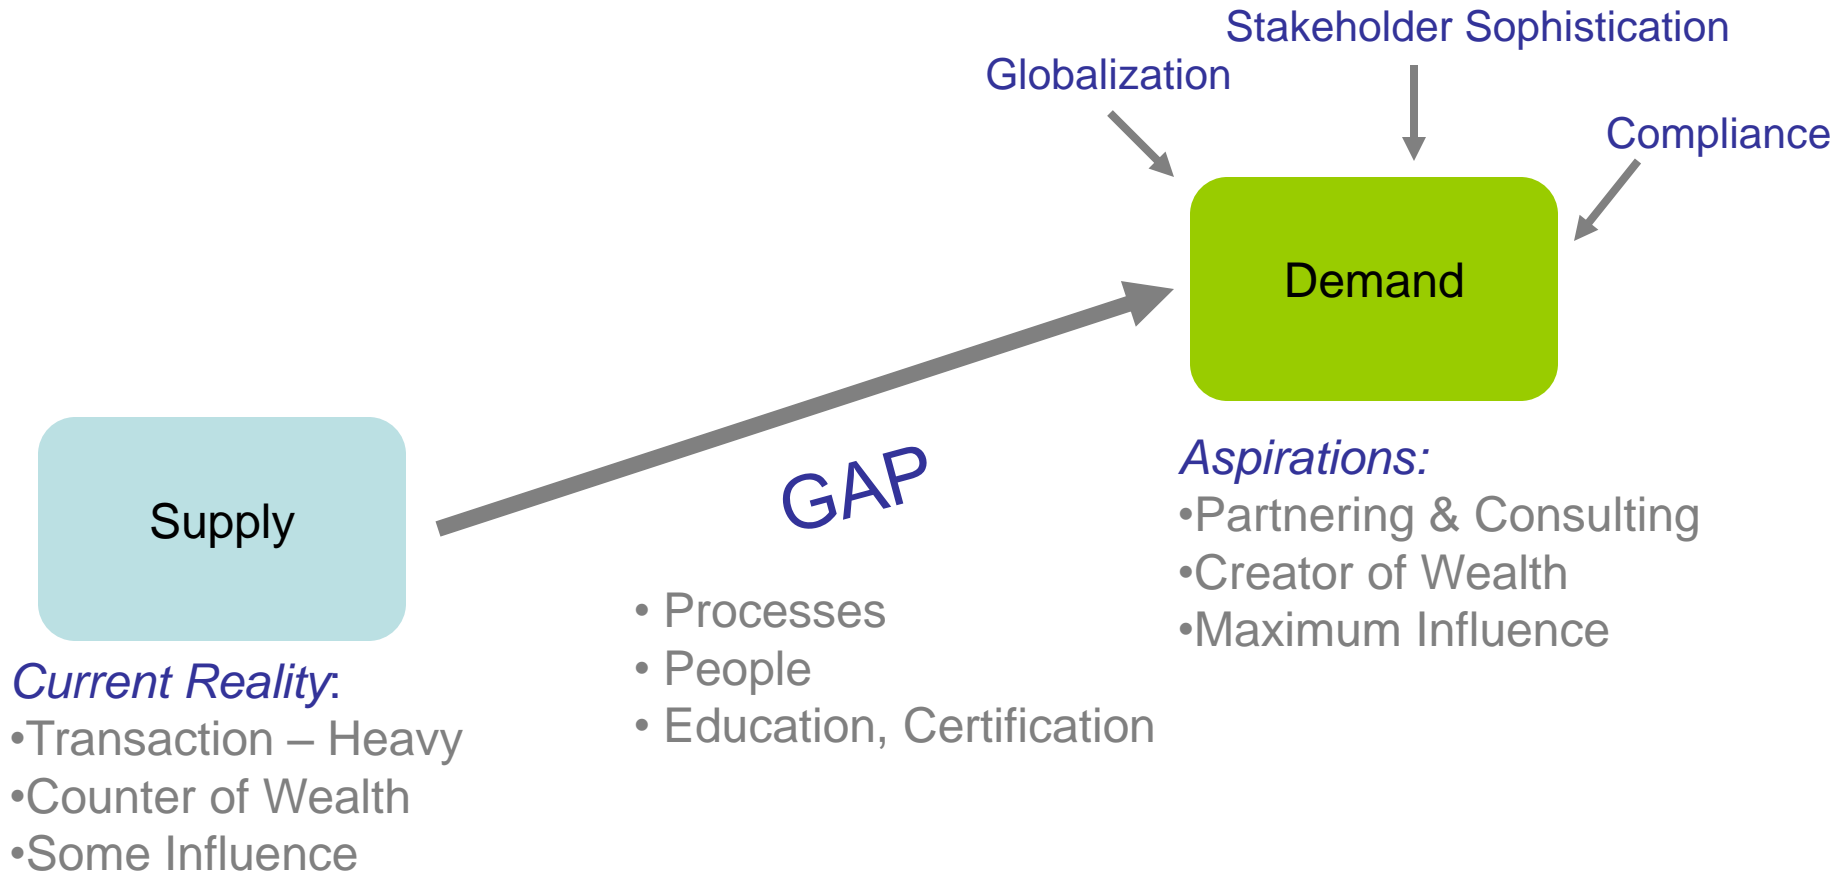 Stakeholder Sophistication
Globalization
Compliance
Demand
Supply
GAP
Aspirations:
•Partnering & Consulting
•Creator of Wealth
•Maximum Influence
• Processes
• People
• Education, Certification
Current Reality:
•Transaction – Heavy
•Counter of Wealth
•Some Influence